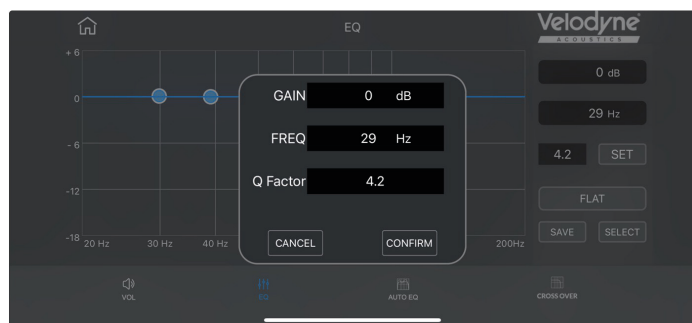 EQ
Velodyne
ACOUSTICS
+ 6
0
- 6
-12
-18
20 Hz
30 Hz
40 Hz
200Hz
GAIN 0 dB
FREQ 29 Hz
Q Factor 4.2
CANCEL CONFIRM
0 dB
29 Hz
4.2 SET
FLAT
SAVE SELECT
VOL
EQ
AUTO EQ
CROSS OVER